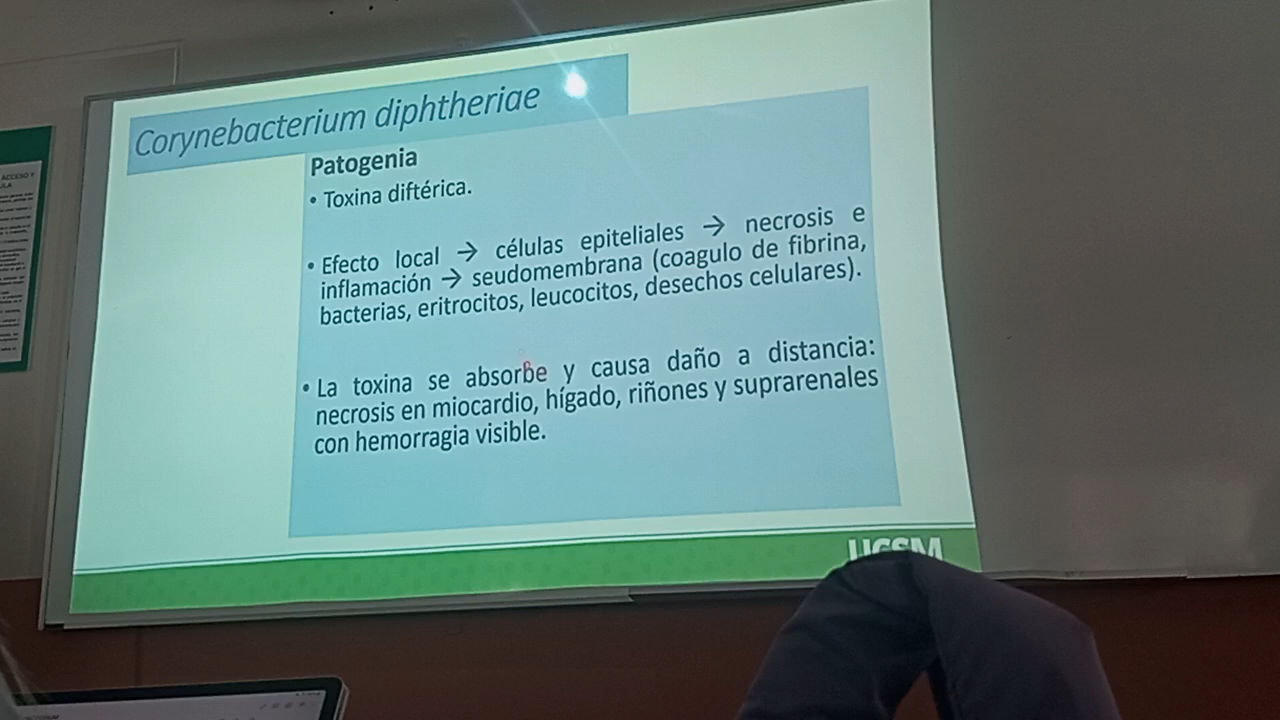 ACCESO Y
Corynebacterium diphtheriae
Patogenia
• Toxina diftérica.
• Efecto local → células epiteliales → necrosis e
inflamación → seudomembrana (coagulo de fibrina,
bacterias, eritrocitos, leucocitos, desechos celulares).
• La toxina se absorbe y causa daño a distancia:
necrosis en miocardio, hígado, riñones y suprarenales
con hemorragia visible.
UCSM